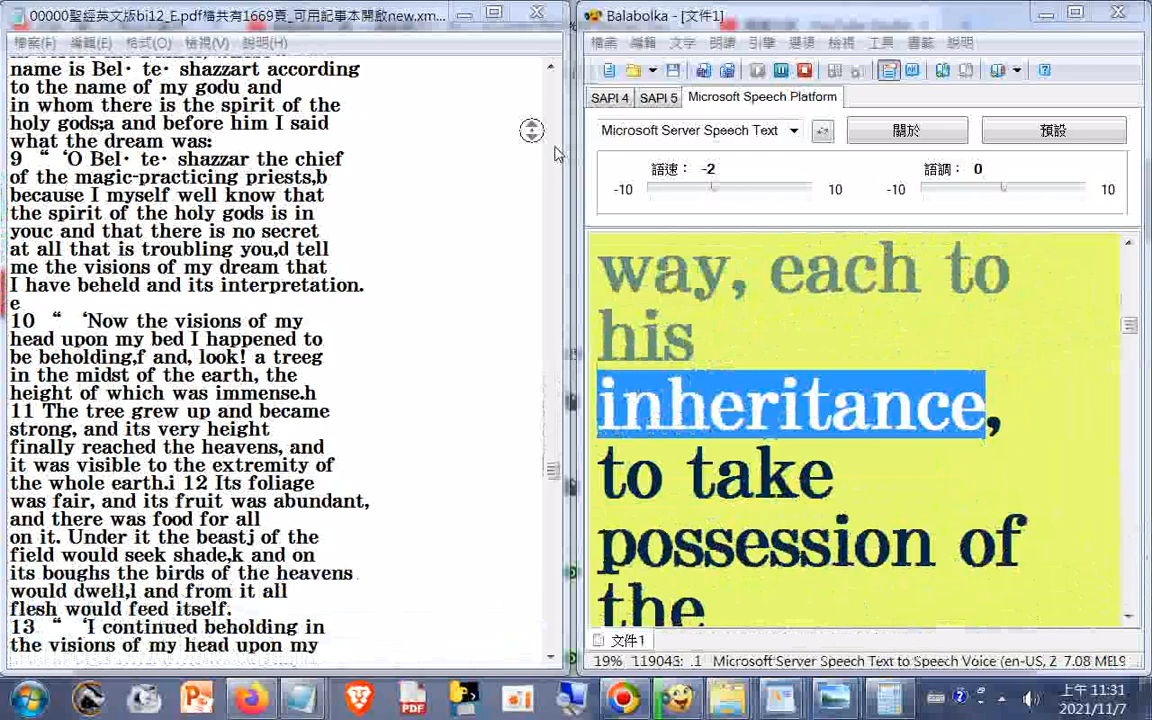 00000聖經英文版bi12_E.pdf檔共有1669頁_可用記事本開啟new.xm...
檔案(F) 編輯(E) 格式(O) 檢視(V) 說明(H)
name is Bel· te· shazzart according
to the name of my godu and
in whom there is the spirit of the
holy gods;a and before him I said
what the dream was:
9 “ ‘O Bel· te· shazzar the chief
of the magic-practicing priests,b
because I myself well know that
the spirit of the holy gods is in
youc and that there is no secret
at all that is troubling you,d tell
me the visions of my dream that
I have beheld and its interpretation.
e
10 “ ‘Now the visions of my
head upon my bed I happened to
be beholding,f and, look! a treeg
in the midst of the earth, the
height of which was immense.h
11 The tree grew up and became
strong, and its very height
finally reached the heavens, and
it was visible to the extremity of
the whole earth.i 12 Its foliage
was fair, and its fruit was abundant,
and there was food for all
on it. Under it the beastj of the
field would seek shade,k and on
its boughs the birds of the heavens
would dwell,l and from it all
flesh would feed itself.
13 “ ‘I continued beholding in
the visions of my head upon my
Balabolka - [文件1]
檔案 編輯 文字 朗讀 引擎 選項 檢視 工具 書籤 說明
SAPI 4 SAPI 5 Microsoft Speech Platform
Microsoft Server Speech Text 關於 預設
語速： -2 語調： 0
-10 10 -10 10
way, each to
his
inheritance,
to take
possession of
the
文件1
19% 119043: .1 Microsoft Server Speech Text to Speech Voice (en-US, Z 7.08 ME
PDF
上午 11:31
2021/11/7